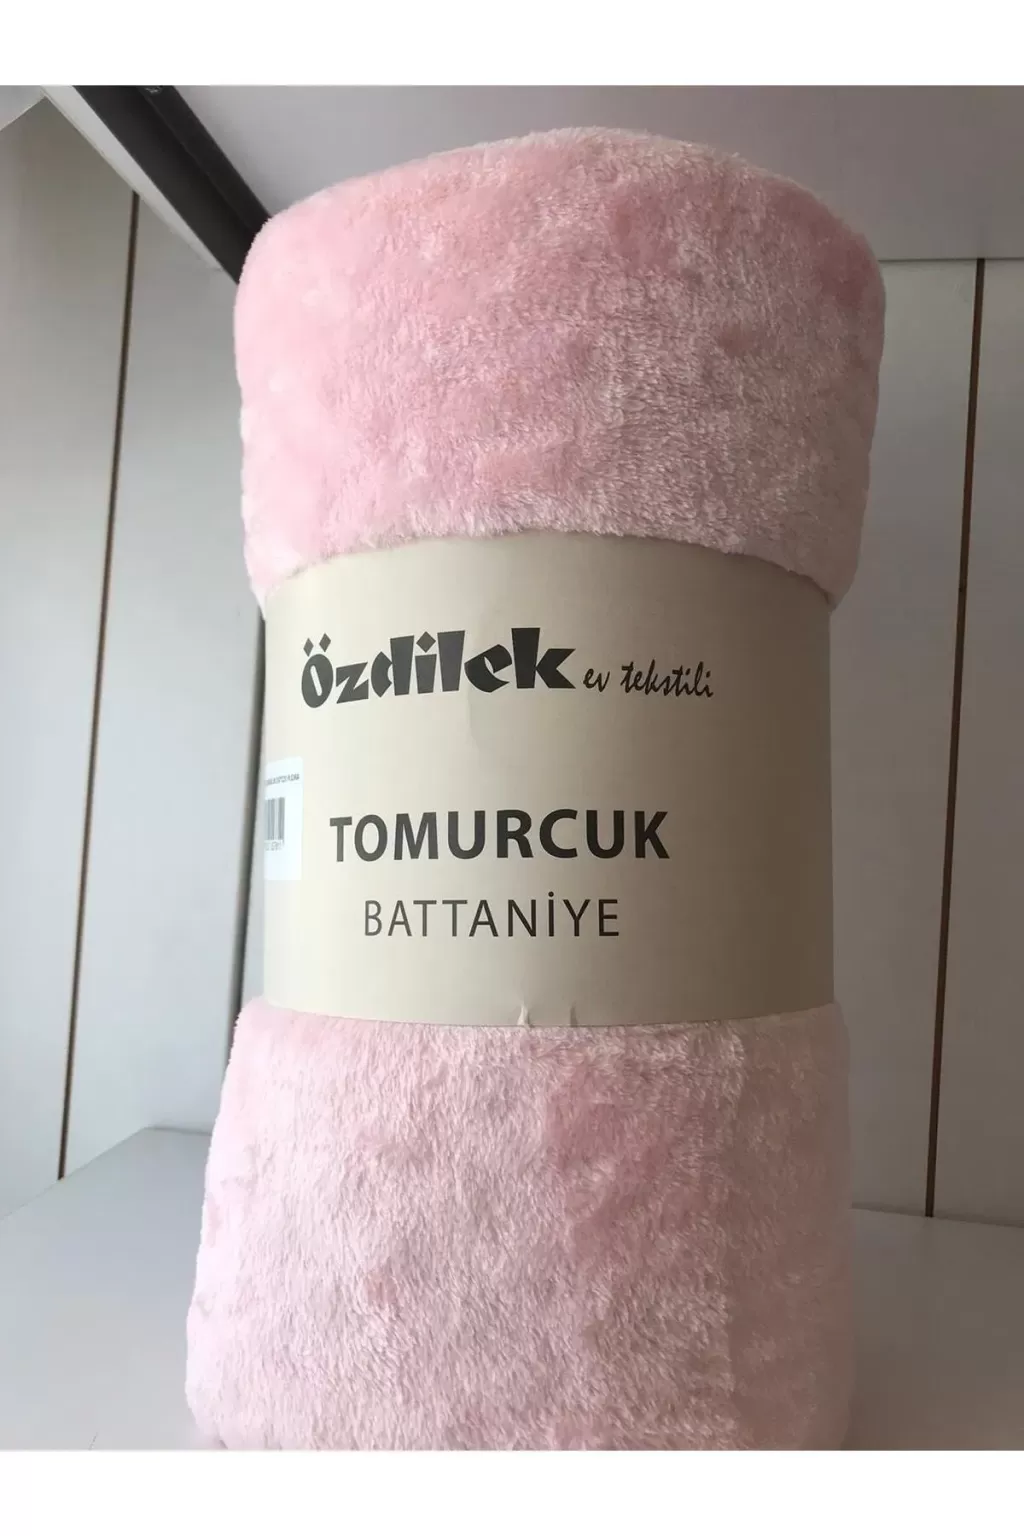 Özdilek ev tekstili
TOMURCUK
BATTANİYE